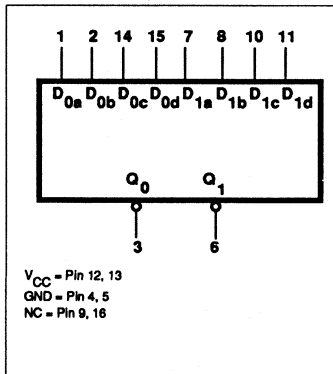 1 2 14 15 7 8 10 11
D0a D0b D0c D0d D1a D1b D1c D1d
Q0 Q1
3 6
VCC = Pin 12, 13
GND = Pin 4, 5
NC = Pin 9, 16